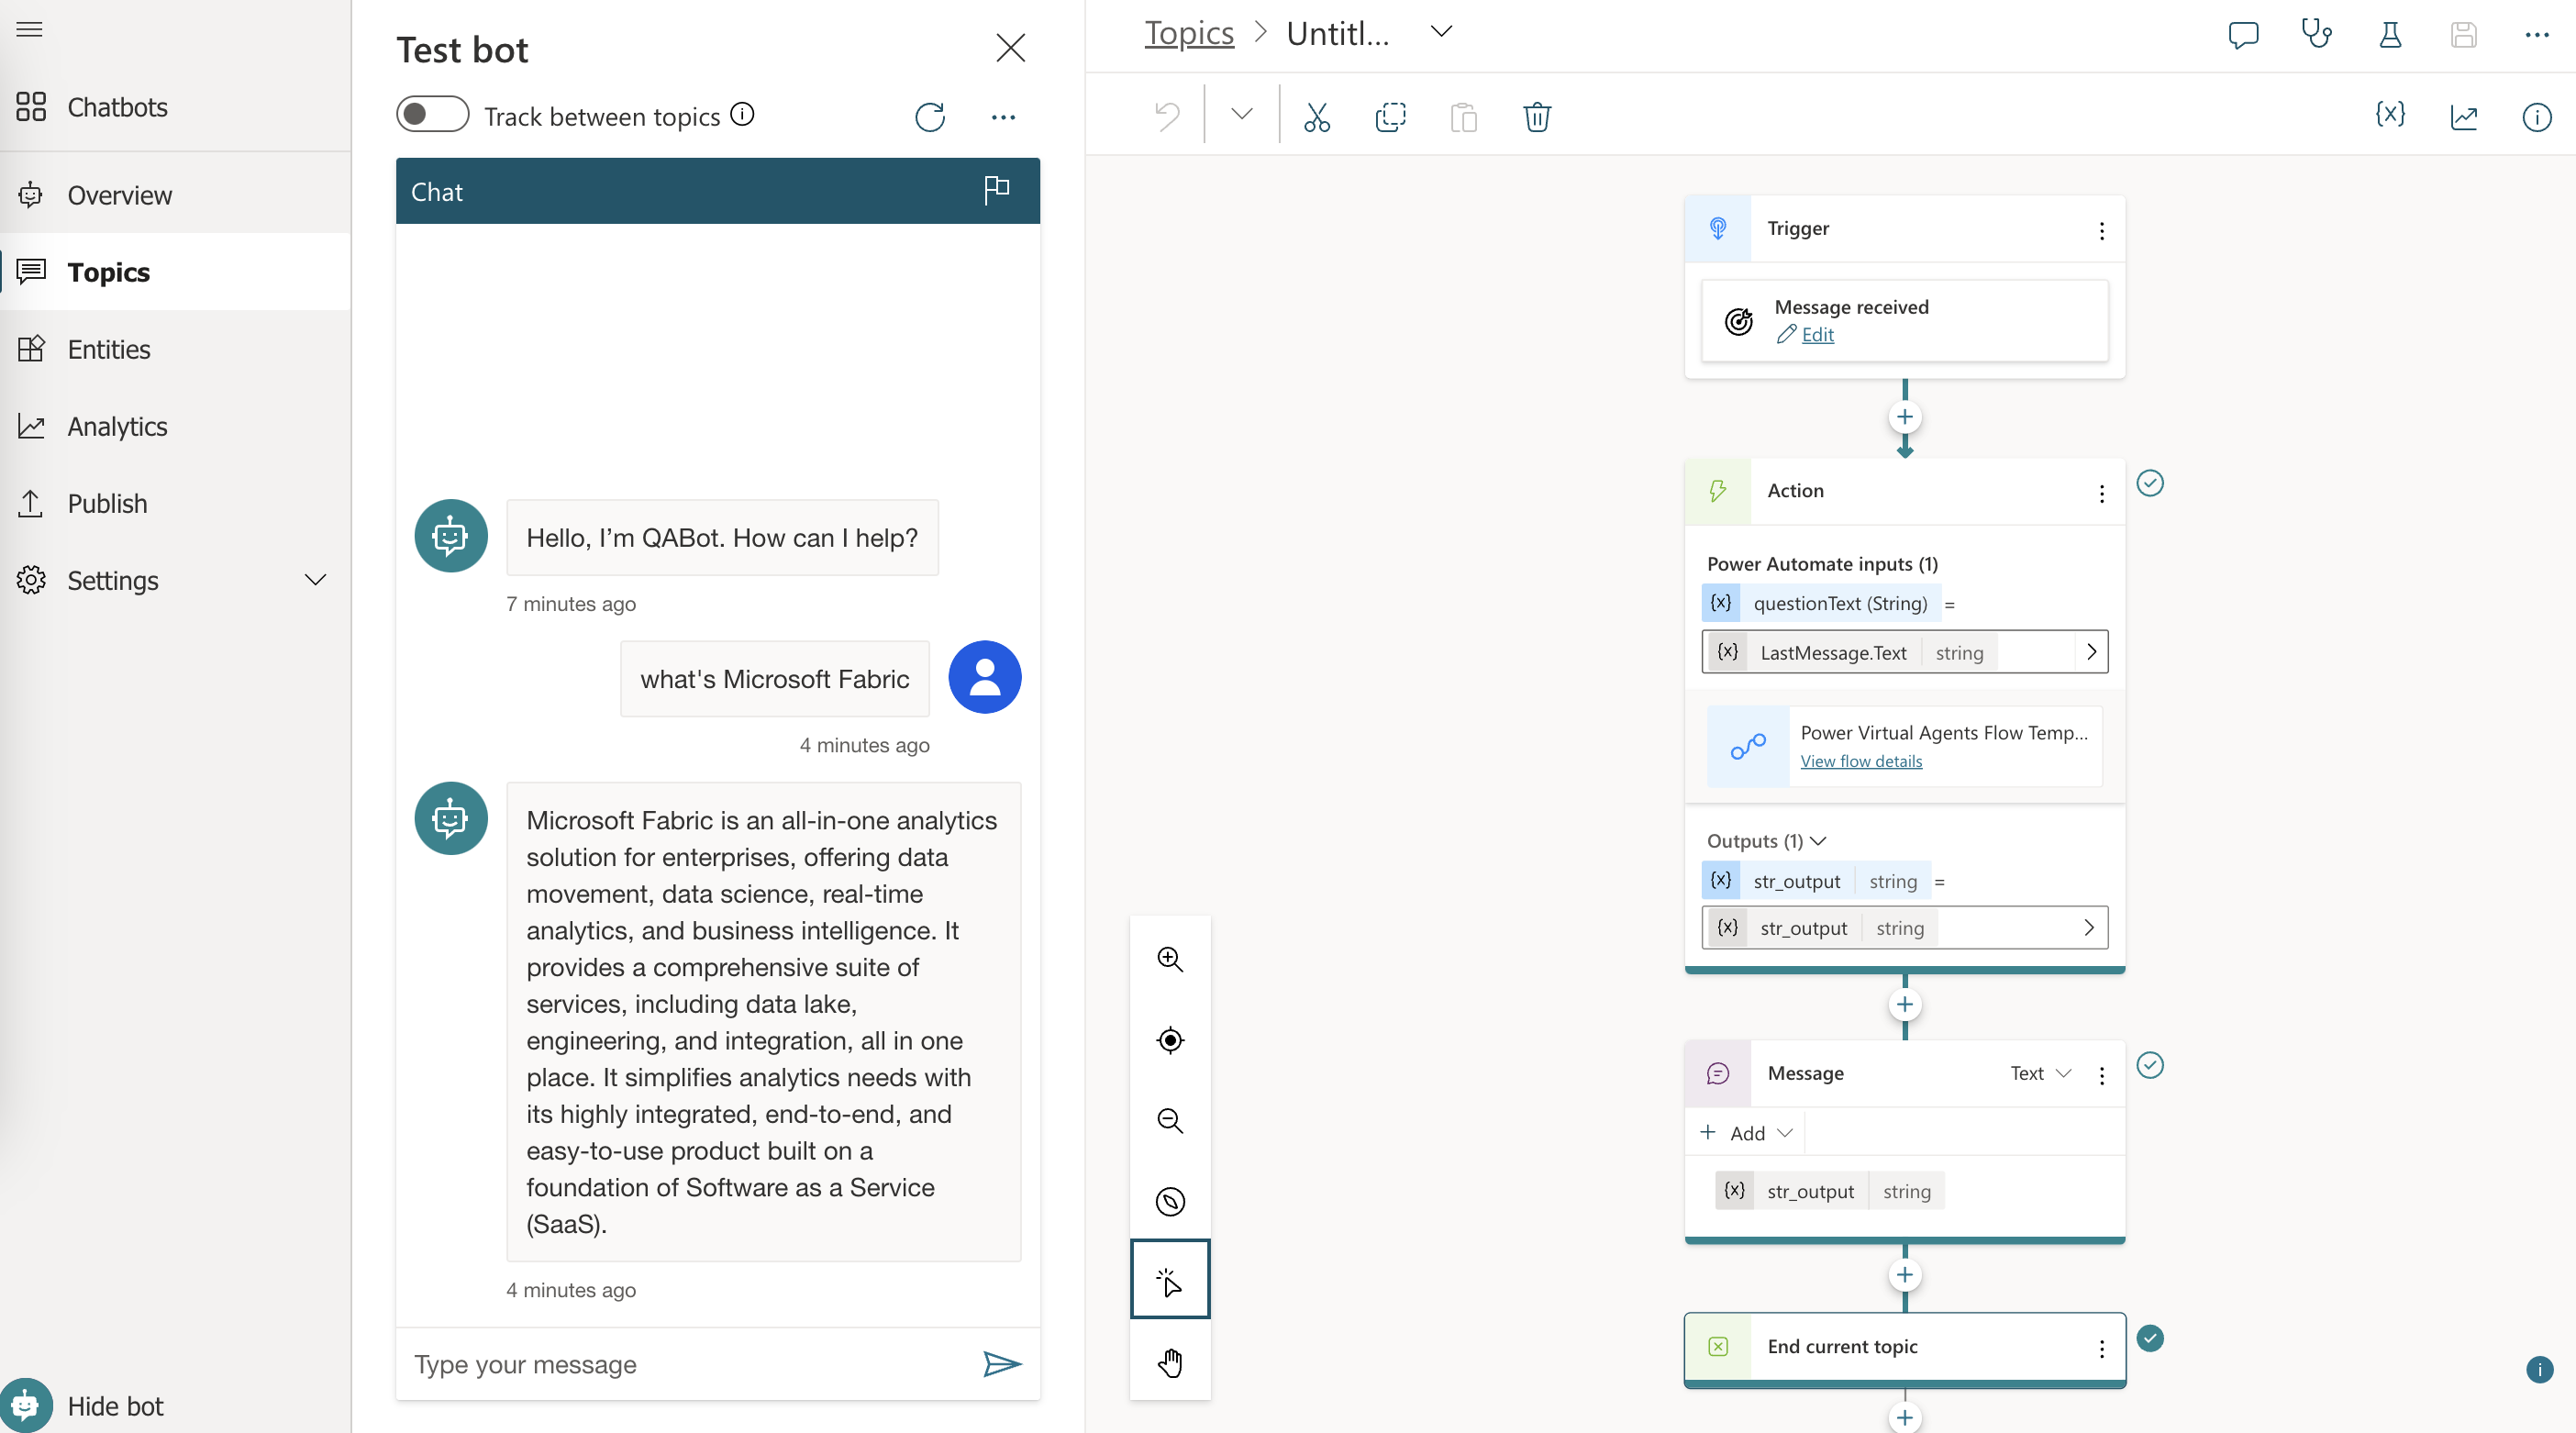 Chatbots
Overview
Topics
Entities
Analytics
Publish
Settings
Hide bot
Test bot
Track between topics
Chat
Hello, I'm QABot. How can I help?
7 minutes ago
what's Microsoft Fabric
4 minutes ago
Microsoft Fabric is an all-in-one analytics
solution for enterprises, offering data
movement, data science, real-time
analytics, and business intelligence. It
provides a comprehensive suite of
services, including data lake,
engineering, and integration, all in one
place. It simplifies analytics needs with
its highly integrated, end-to-end, and
easy-to-use product built on a
foundation of Software as a Service
(SaaS).
4 minutes ago
Type your message
Topics > Untitl...
{x}
Trigger
Message received
Edit
Action
Power Automate inputs (1)
{x} questionText (String) =
{x} LastMessage.Text string
Power Virtual Agents Flow Temp...
View flow details
Outputs (1)
{x} str_output string =
{x} str_output string
Message Text
+ Add
{x} str_output string
End current topic